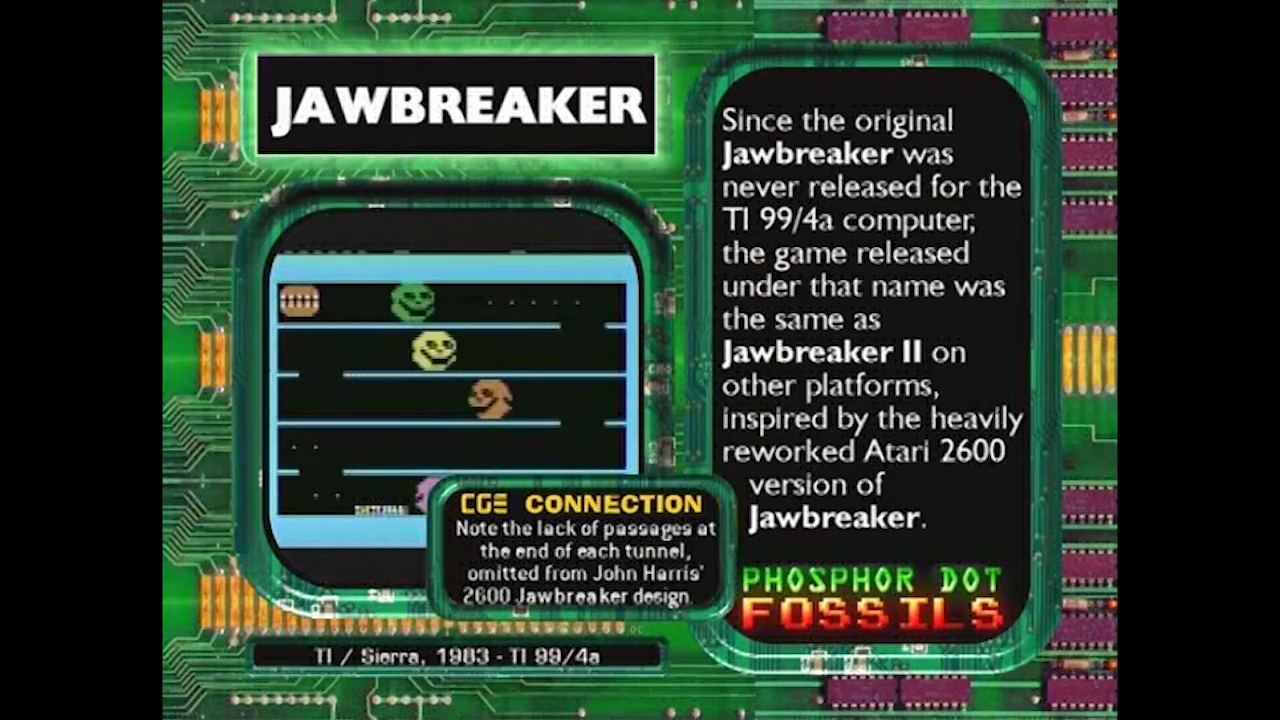 JAWBREAKER
Since the original
Jawbreaker was
never released for the
TI 99/4a computer,
the game released
under that name was
the same as
Jawbreaker II on
other platforms,
inspired by the heavily
reworked Atari 2600
version of
Jawbreaker.
CGE CONNECTION
Note the lack of passages at
the end of each tunnel,
omitted from John Harris'
2600 Jawbreaker design.
PHOSPHOR DOT
FOSSILS
TI / Sierra, 1983 - TI 99/4a